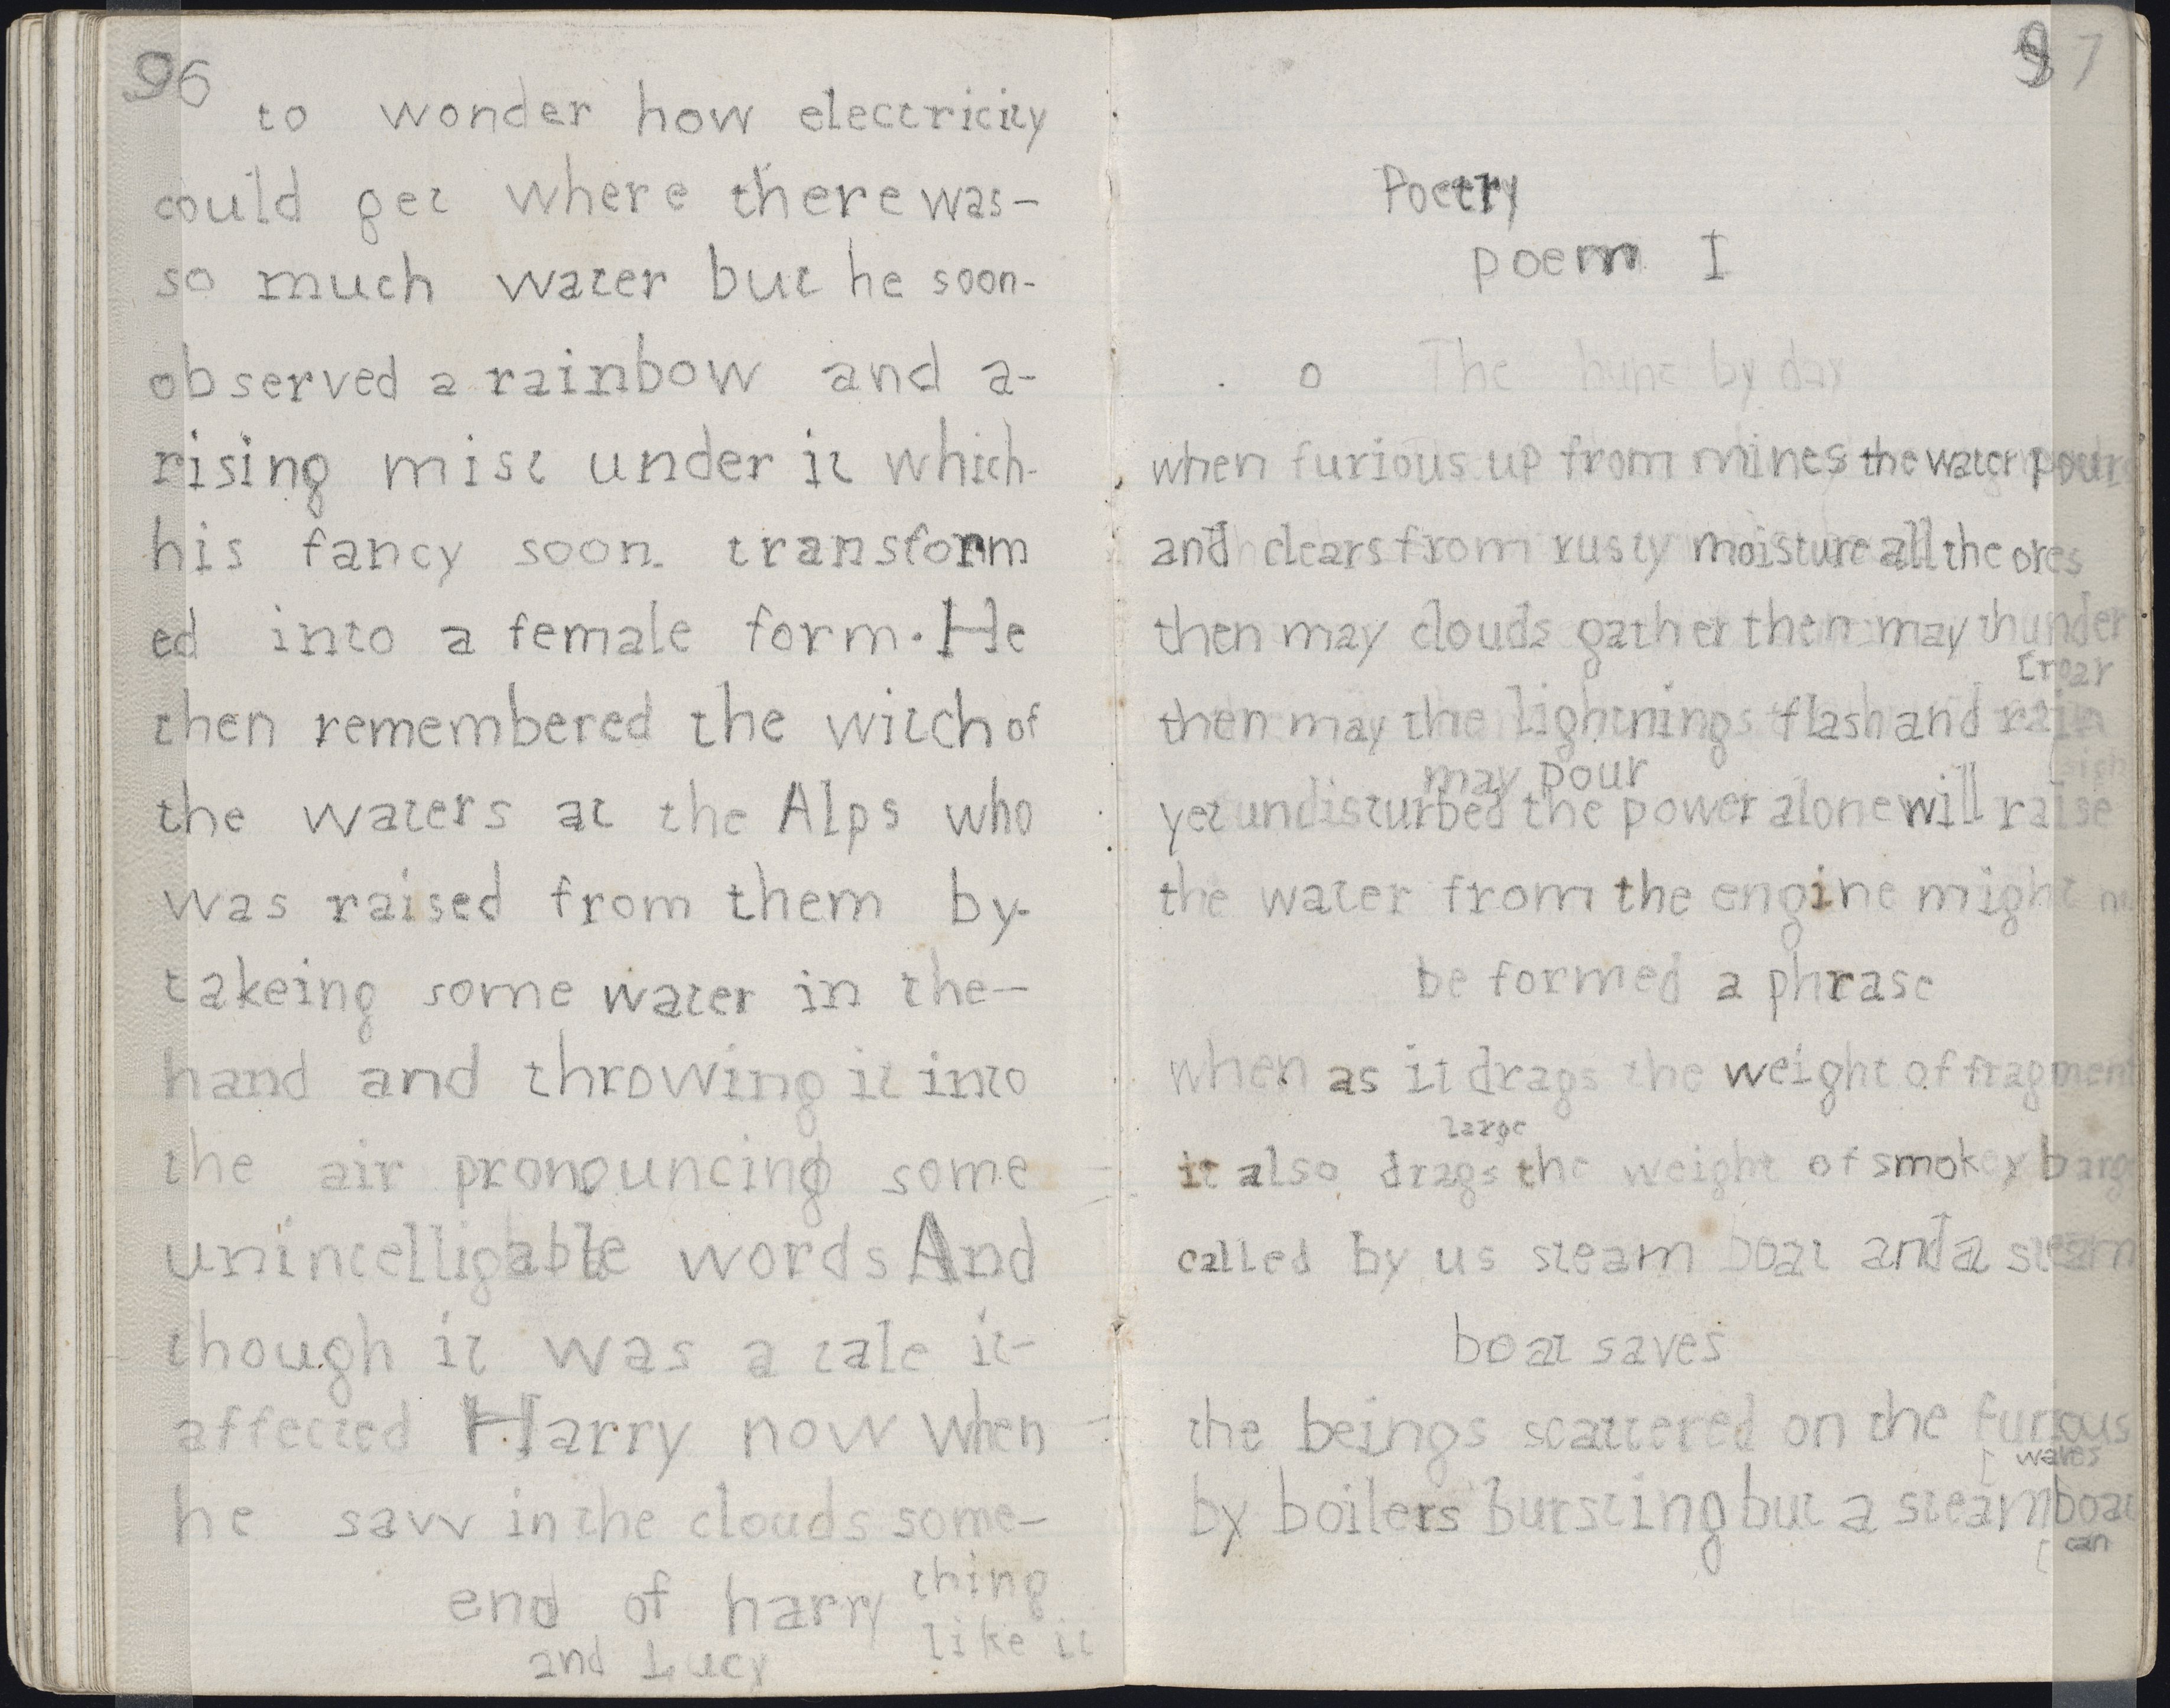 96
to wonder how electricity
could get where there was-
so much water but he soon-
observed a rainbow and a-
rising mist under it which-
his fancy soon transform
ed into a female form. He
then remembered the witch of
the waters at the Alps who
was raised from them by-
takeing some water in the-
hand and throwing it into
the air pronouncing some
unintelligable words And
though it was a tale it-
affected Harry now when
he saw in the clouds some-
thing
like it
end of harry
and Lucy
97
Poetry
poem I
The by day
when furious up from mines the water pours
and clears from rusty moisture all the ores
then may clouds gather then may thunder
[roar
then may the lightnings flash and rain
may pour
yet undisturbed the power alone will raise
the water from the engine might
be formed a phrase
when as it drags the weight of fragment
large
it also drags the weight of smokey barge
called by us steam boat and a steam
boat saves
the beings scattered on the furious
[waves
by boilers bursting but a steam boat
[can